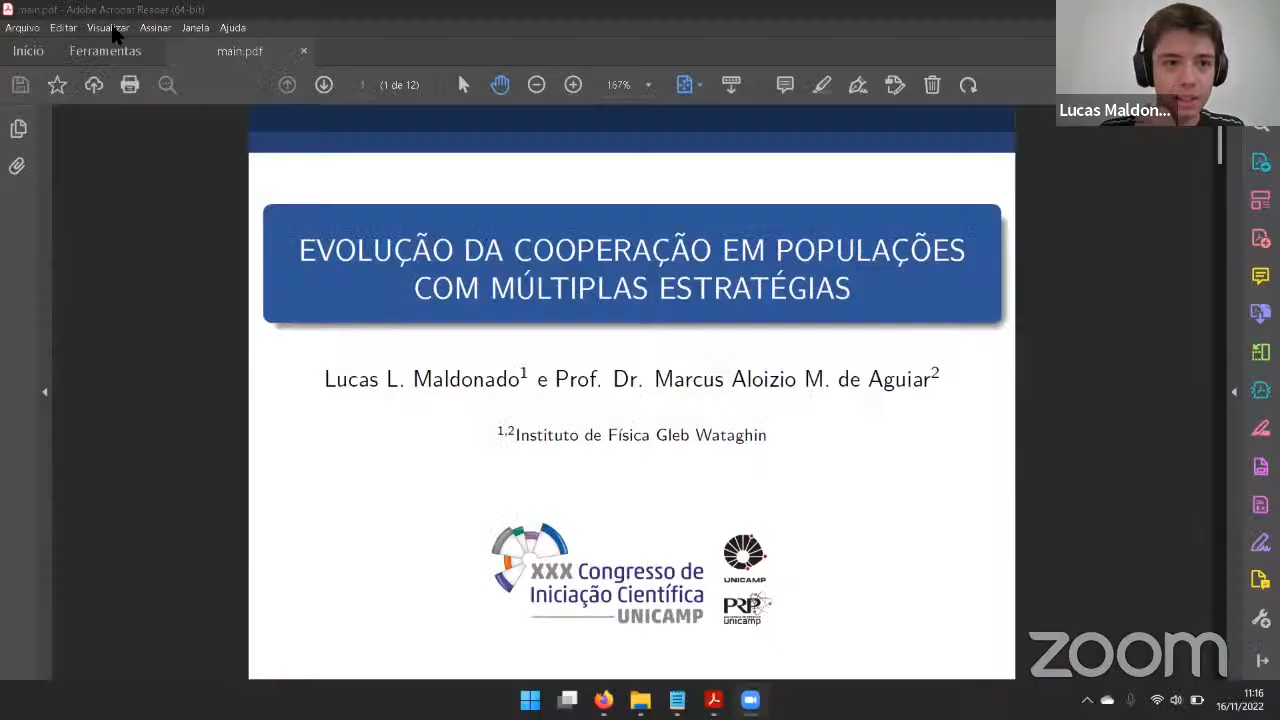 main.pdf - Adobe Acrobat Reader (64-bit)
Arquivo Editar Visualizar Assinar Janela Ajuda
Início Ferramentas main.pdf ×
1 (1 de 12) 167%
Lucas Maldon...
EVOLUÇÃO DA COOPERAÇÃO EM POPULAÇÕES
COM MÚLTIPLAS ESTRATÉGIAS
Lucas L. Maldonado¹ e Prof. Dr. Marcus Aloizio M. de Aguiar²
¹,²Instituto de Física Gleb Wataghin
XXX Congresso de
Iniciação Científica
UNICAMP
UNICAMP
PRP
unicamp
zoom
11:16
16/11/2022